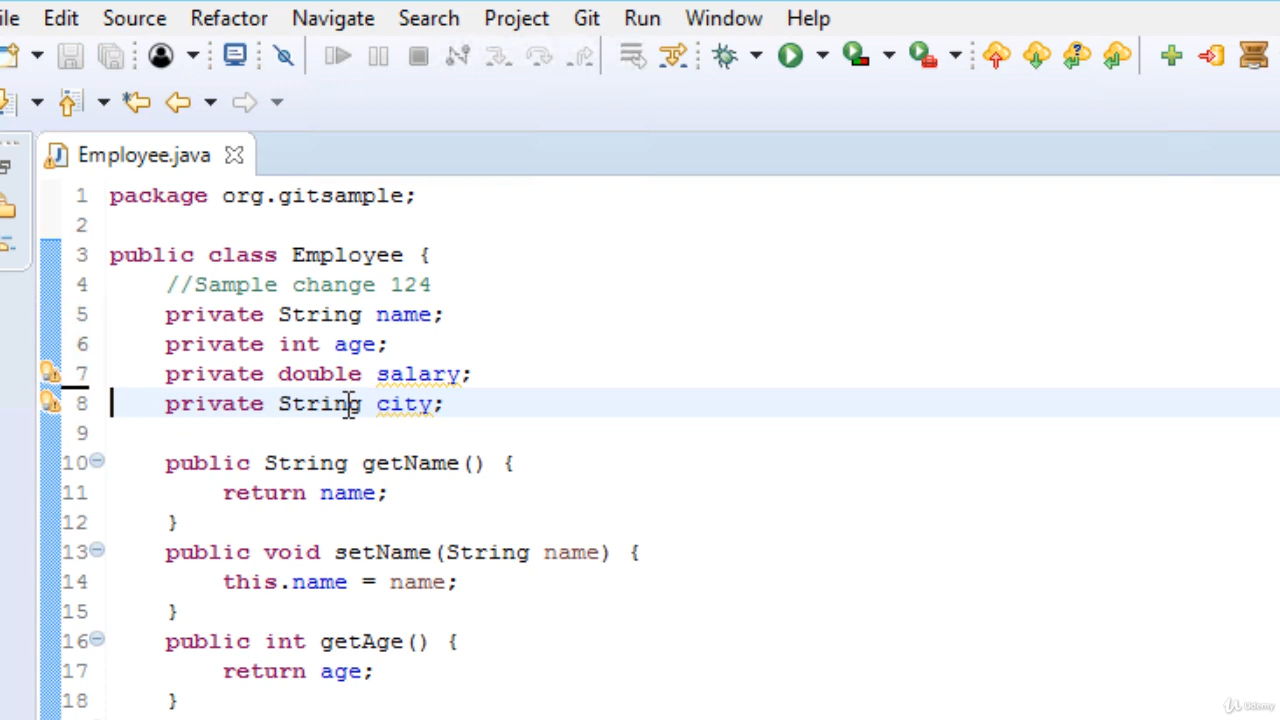 ile Edit Source Refactor Navigate Search Project Git Run Window Help
Employee.java
1 package org.gitsample;
2
3 public class Employee {
4 //Sample change 124
5 private String name;
6 private int age;
7 private double salary;
8 private String city;
9
10 public String getName() {
11 return name;
12 }
13 public void setName(String name) {
14 this.name = name;
15 }
16 public int getAge() {
17 return age;
18 }
Udemy